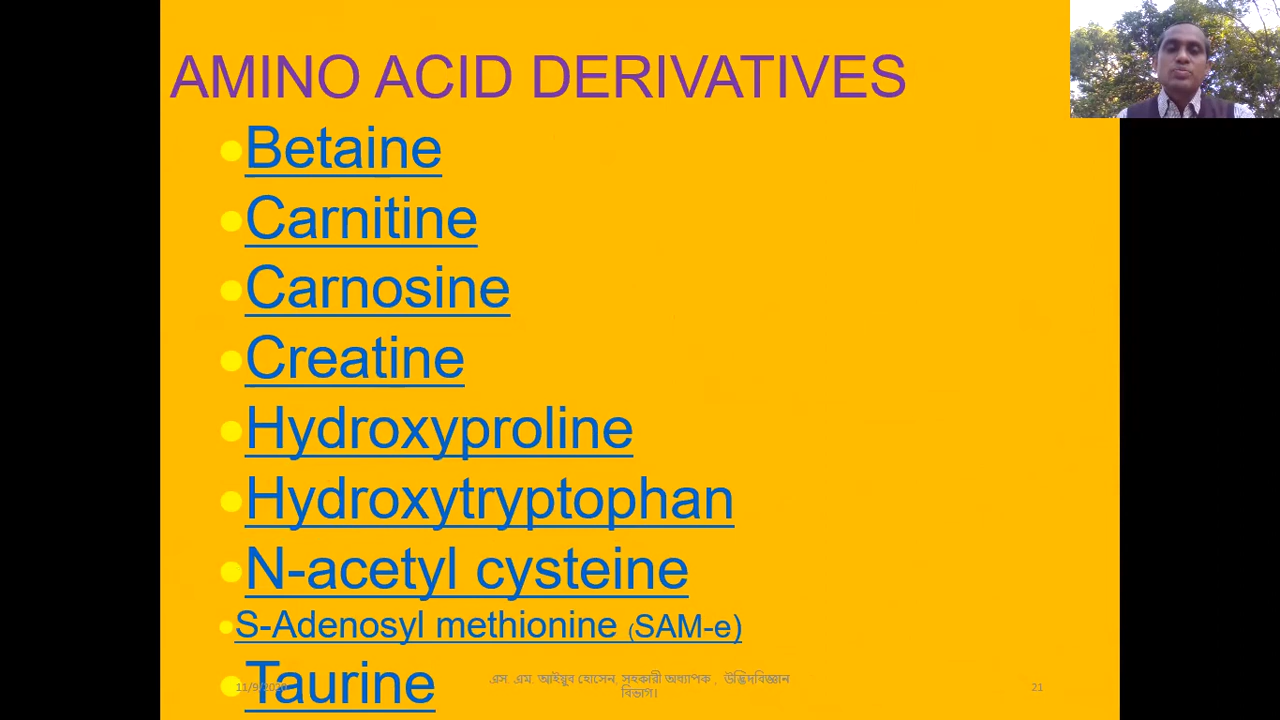 AMINO ACID DERIVATIVES
Betaine
Carnitine
Carnosine
Creatine
Hydroxyproline
Hydroxytryptophan
N-acetyl cysteine
S-Adenosyl methionine (SAM-e)
Taurine
এস. এম. আইয়ুব হোসেন, সহকারী অধ্যাপক , উদ্ভিদবিজ্ঞান
বিভাগ।
21